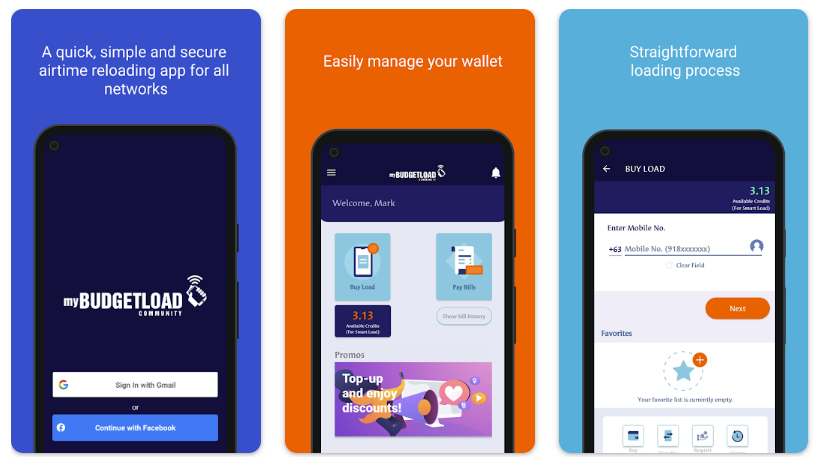 A quick, simple and secure
airtime reloading app for all
networks
myBUDGETLOAD
COMMUNITY
Sign In with Gmail
or
Continue with Facebook
Easily manage your wallet
myBUDGETLOAD
COMMUNITY
Welcome, Mark
Buy Load
Pay Bills
3.13
Available Credits
(For Smart Load)
Show bill history
Promos
Top-up
and enjoy
discounts!
Straightforward
loading process
BUY LOAD
3.13
Available Credits
(For Smart Load)
Enter Mobile No.
+63 Mobile No. (918xxxxxxx)
Clear Field
Next
Favorites
Your favorite list is currently empty.
Buy
Request